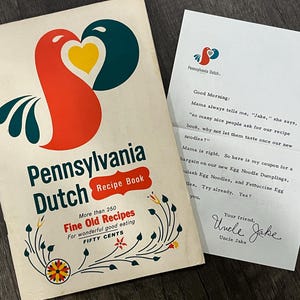 Pennsylvania
Dutch
Recipe Book
More than 250
Fine Old Recipes
For wonderful good eating
FIFTY CENTS
Pennsylvania Dutch
Good Morning:
Mama always tells me, "Jake," she says,
"so many nice people ask for our recipe
book, why not let them taste our new
noodles?"
Mama is right. So here is my coupon for a
bargain on our new Egg Noodle Dumplings,
Egg Noodles, and Fettuccine Egg
Try already. Yes?
Your friend,
Uncle Jake
Uncle Jake